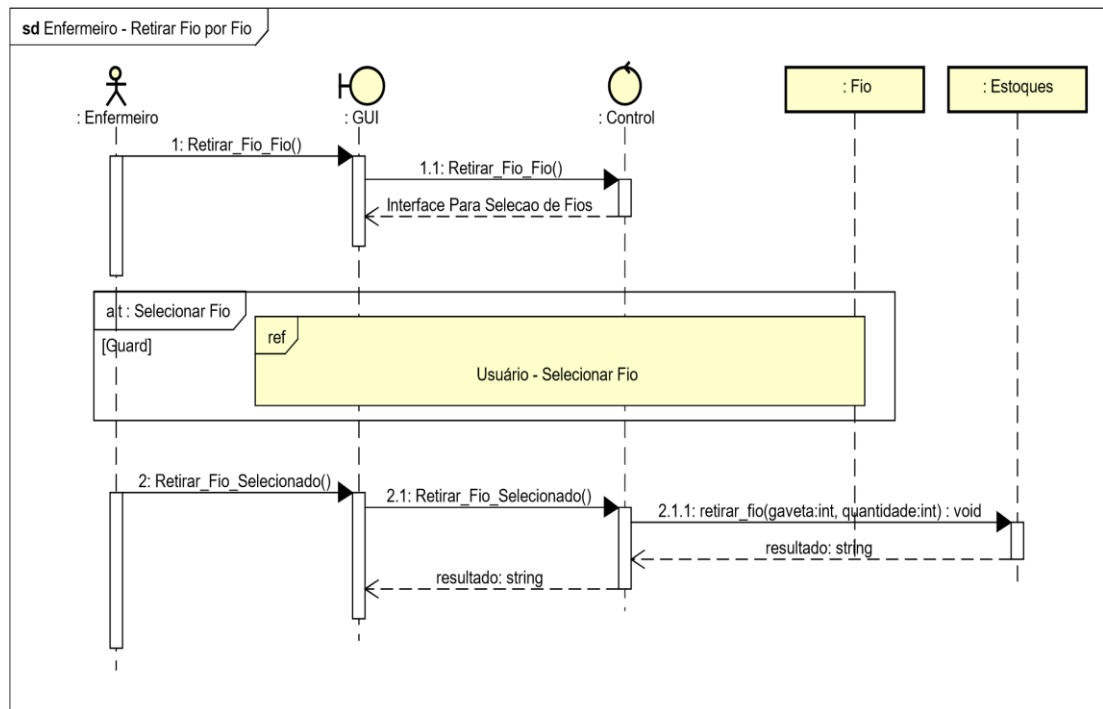 sd Enfermeiro - Retirar Fio por Fio
: Enfermeiro
: GUI
: Control
: Fio
: Estoques
1: Retirar_Fio_Fio()
1.1: Retirar_Fio_Fio()
Interface Para Selecao de Fios
alt : Selecionar Fio
[Guard]
ref
Usuário - Selecionar Fio
2: Retirar_Fio_Selecionado()
2.1: Retirar_Fio_Selecionado()
2.1.1: retirar_fio(gaveta:int, quantidade:int) : void
resultado: string
resultado: string